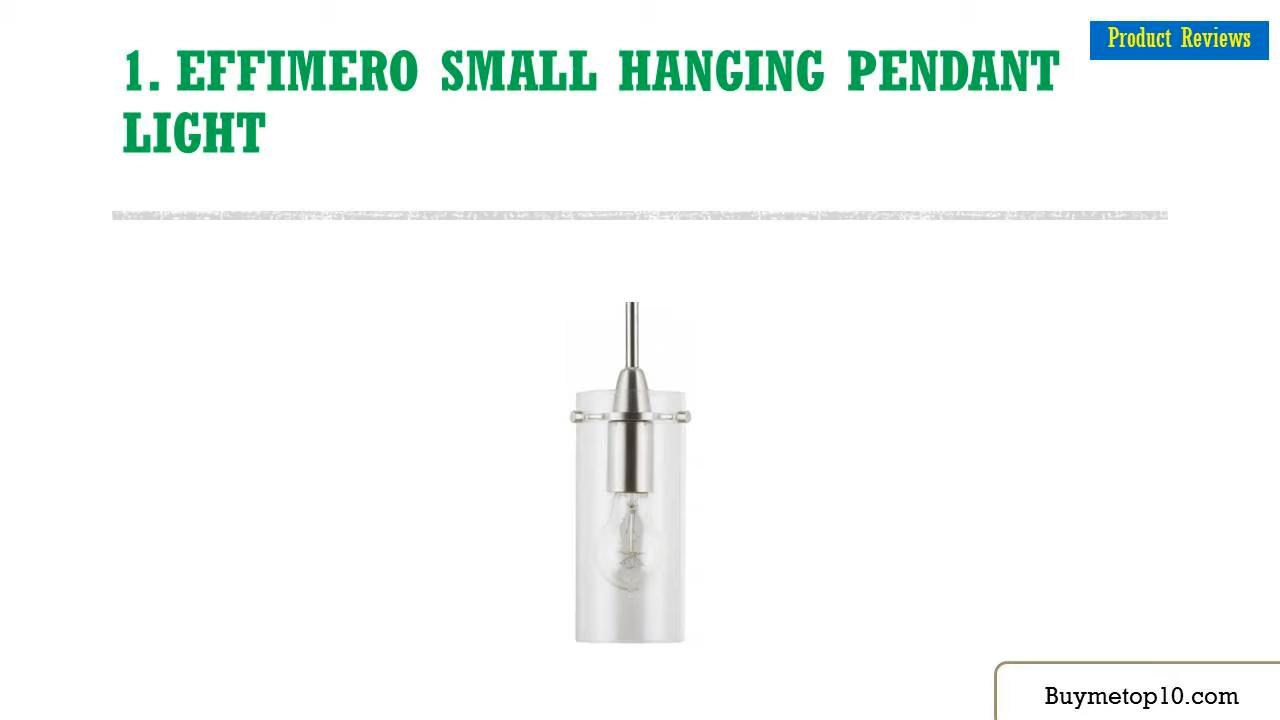 Product Reviews
1. EFFIMERO SMALL HANGING PENDANT
LIGHT
Buymetop10.com